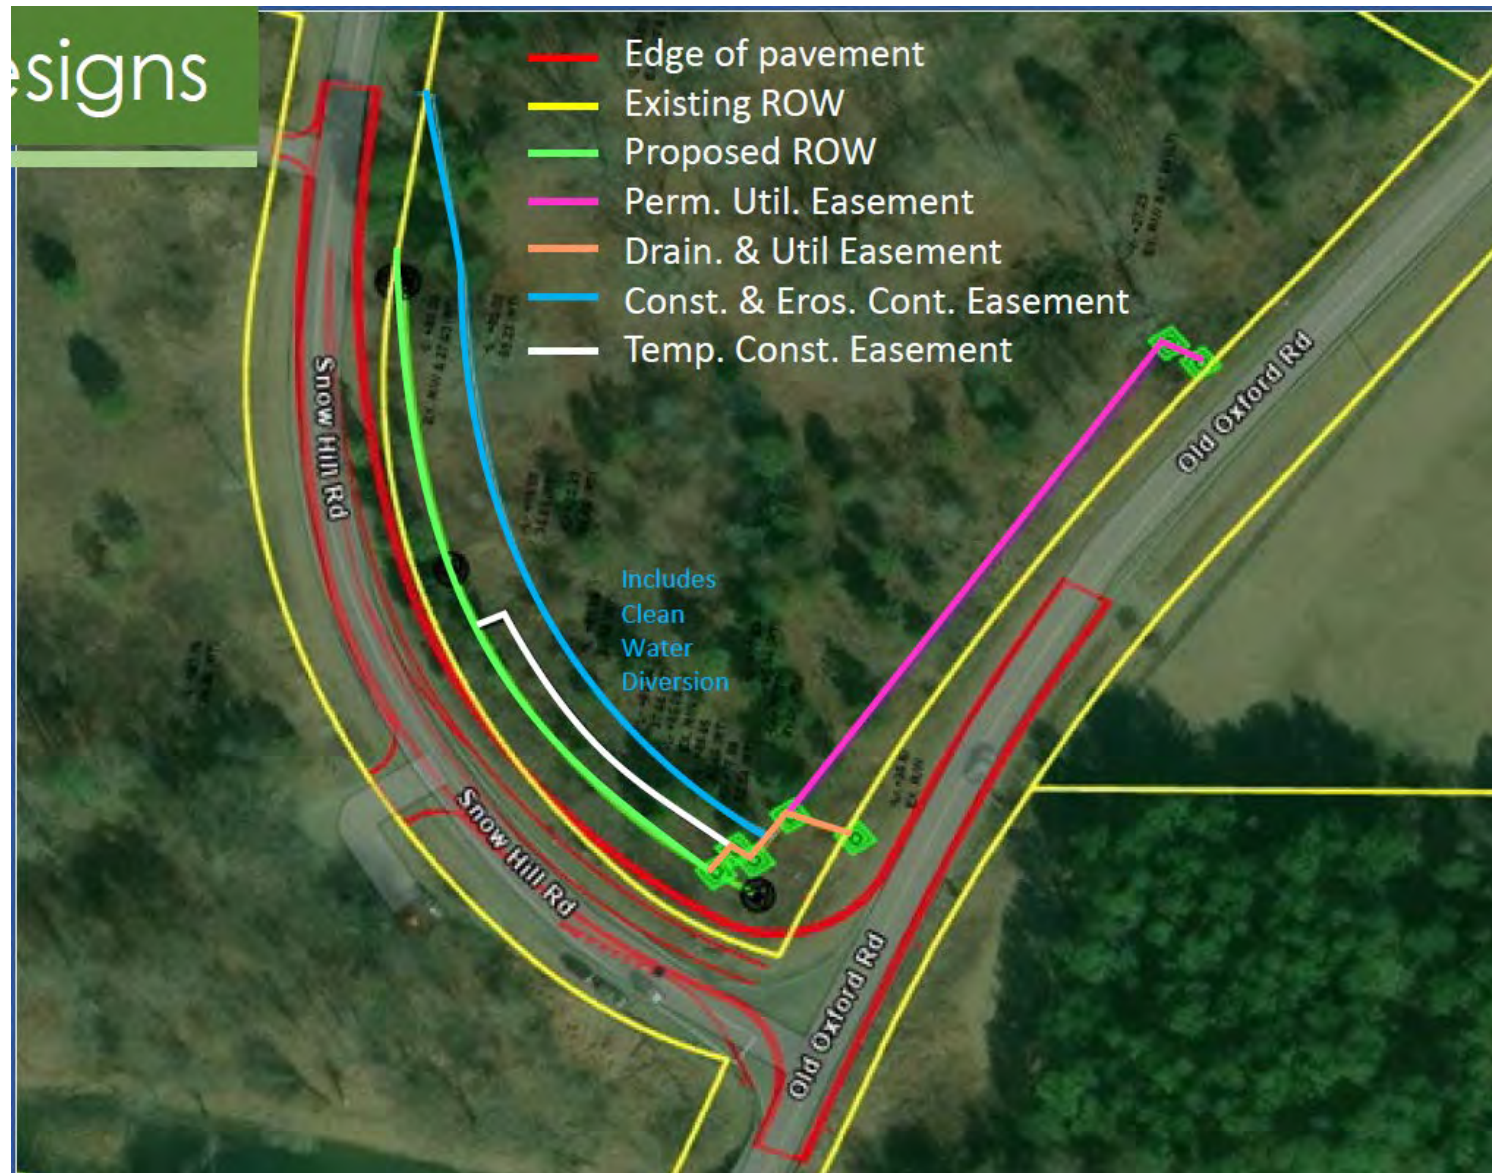 esigns
Edge of pavement
Existing ROW
Proposed ROW
Perm. Util. Easement
Drain. & Util Easement
Const. & Eros. Cont. Easement
Temp. Const. Easement
Snow Hill Rd
Old Oxford Rd
Includes
Clean
Water
Diversion
Snow Hill Rd
Old Oxford Rd